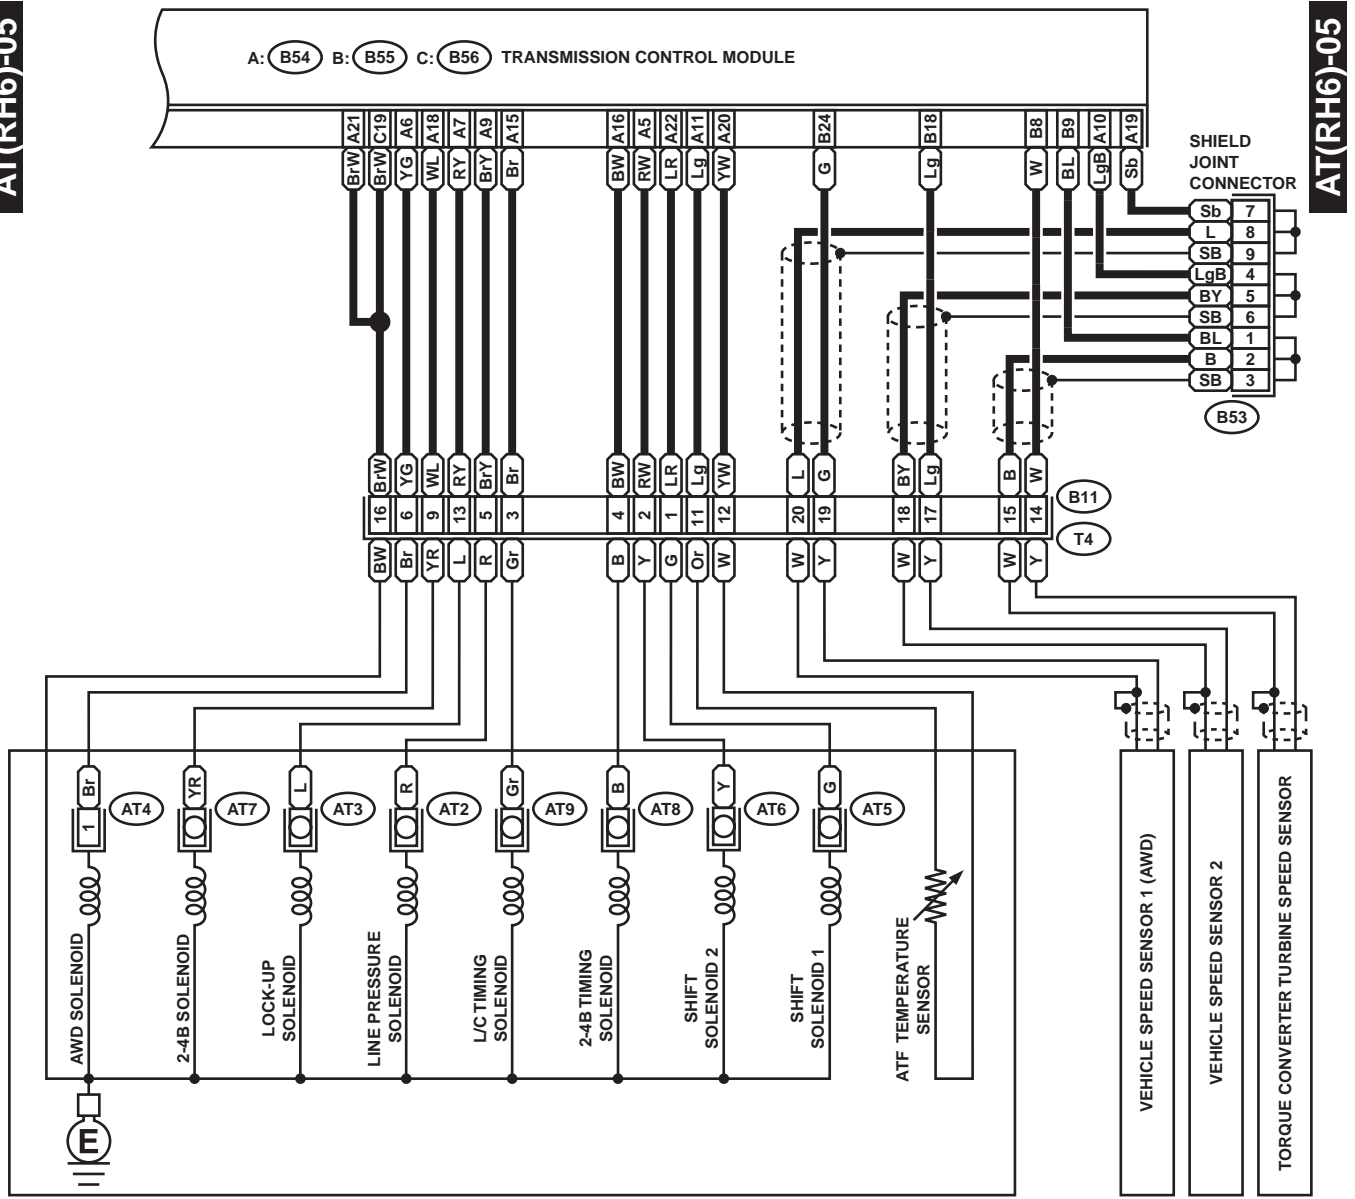 AT(RH6)-05
AT(RH6)-05
A: B54 B: B55 C: B56 TRANSMISSION CONTROL MODULE
A21 C19 A6 A18 A7 A9 A15 A16 A5 A22 A11 A20 B24 B18 B8 B9 A10 A19
BrW BrW YG WL RY BrY Br BW RW LR Lg YW G Lg W BL LgB Sb
SHIELD
JOINT
CONNECTOR
Sb 7
L 8
SB 9
LgB 4
BY 5
SB 6
BL 1
B 2
SB 3
B53
BrW YG WL RY BrY Br BW RW LR Lg YW L G BY Lg B W
B11
16 6 9 13 5 3 4 2 1 11 12 20 19 18 17 15 14
T4
BW Br YR L R Gr B Y G Or W W Y W Y W Y
Br YR L R Gr B Y G
1
AT4 AT7 AT3 AT2 AT9 AT8 AT6 AT5
AWD SOLENOID
2-4B SOLENOID
LOCK-UP
SOLENOID
LINE PRESSURE
SOLENOID
L/C TIMING
SOLENOID
2-4B TIMING
SOLENOID
SHIFT
SOLENOID 2
SHIFT
SOLENOID 1
ATF TEMPERATURE
SENSOR
VEHICLE SPEED SENSOR 1 (AWD)
VEHICLE SPEED SENSOR 2
TORQUE CONVERTER TURBINE SPEED SENSOR
E